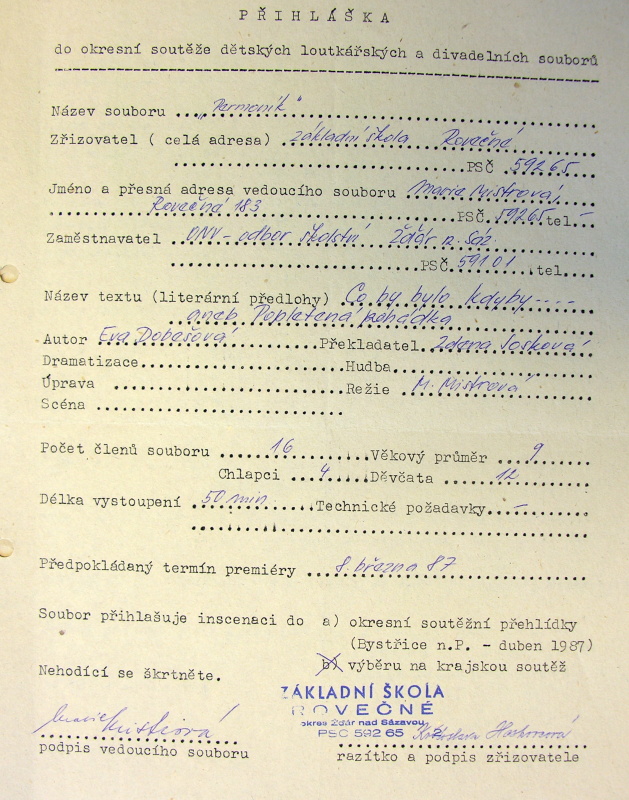 PŘIHLÁŠKA
do okresní soutěže dětských loutkářských a divadelních souborů
Název souboru „Permoník"
Zřizovatel ( celá adresa) základní škola Rovečná
PSČ 592 65
Jméno a přesná adresa vedoucího souboru Marie Mistrová,
Rovečná 183 PSČ 59265 tel –
Zaměstnavatel ONV - odbor školství Žďár n. Sáz.
PSČ 591 01 tel
Název textu (literární předlohy) Co by bylo, kdyby ----
aneb Popletená pohádka
Autor Eva Dobašová Překladatel Zdena Josková
Dramatizace Hudba
Úprava Režie M. Mistrová
Scéna
Počet členů souboru 16 Věkový průměr 9
Chlapci 4 Děvčata 12
Délka vystoupení 50 min Technické požadavky –
Předpokládaný termín premiéry 8. března 87
Soubor přihlašuje inscenaci do a) okresní soutěžní přehlídky
(Bystřice n.P. - duben 1987)
b) výběru na krajskou soutěž
Nehodící se škrtněte.
ZÁKLADNÍ ŠKOLA
ROVEČNÉ
okres Žďár nad Sázavou
PSČ 592 65
Marie Mistrová
podpis vedoucího souboru razítko a podpis zřizovatele